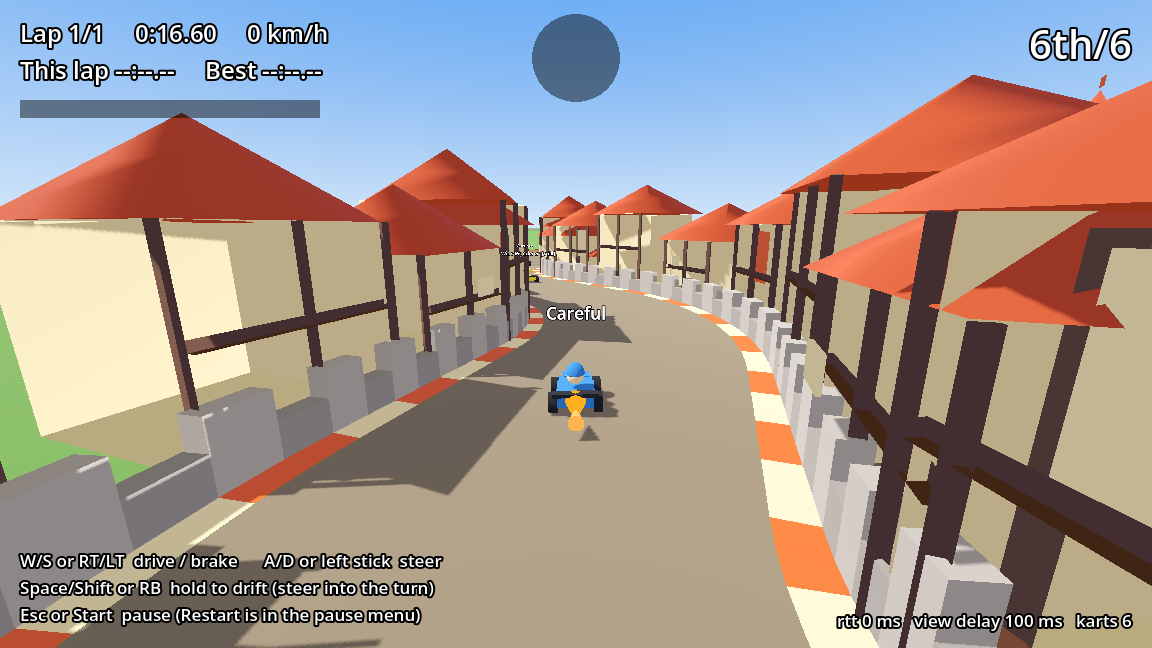 Lap 1/1 0:16.60 0 km/h
This lap --:--.-- Best --:--.--
6th/6
Careful
W/S or RT/LT drive / brake A/D or left stick steer
Space/Shift or RB hold to drift (steer into the turn)
Esc or Start pause (Restart is in the pause menu)
rtt 0 ms view delay 100 ms karts 6